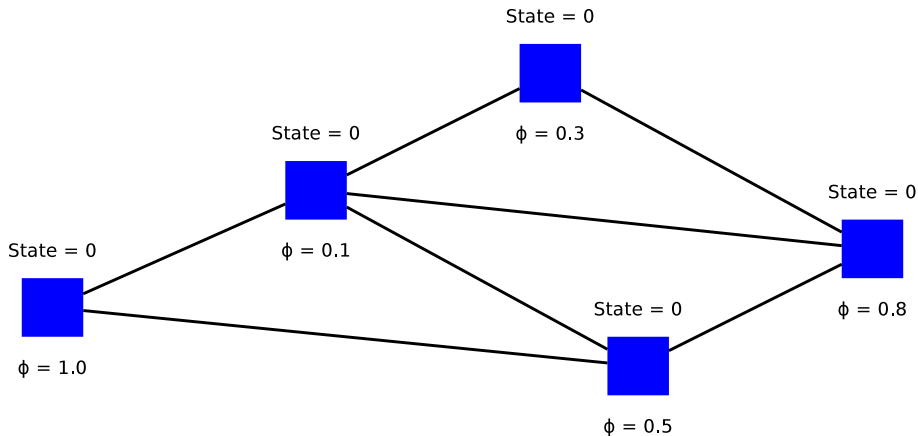 State = 0
ϕ = 0.3
State = 0
ϕ = 0.1
State = 0
ϕ = 0.8
State = 0
ϕ = 1.0
State = 0
ϕ = 0.5